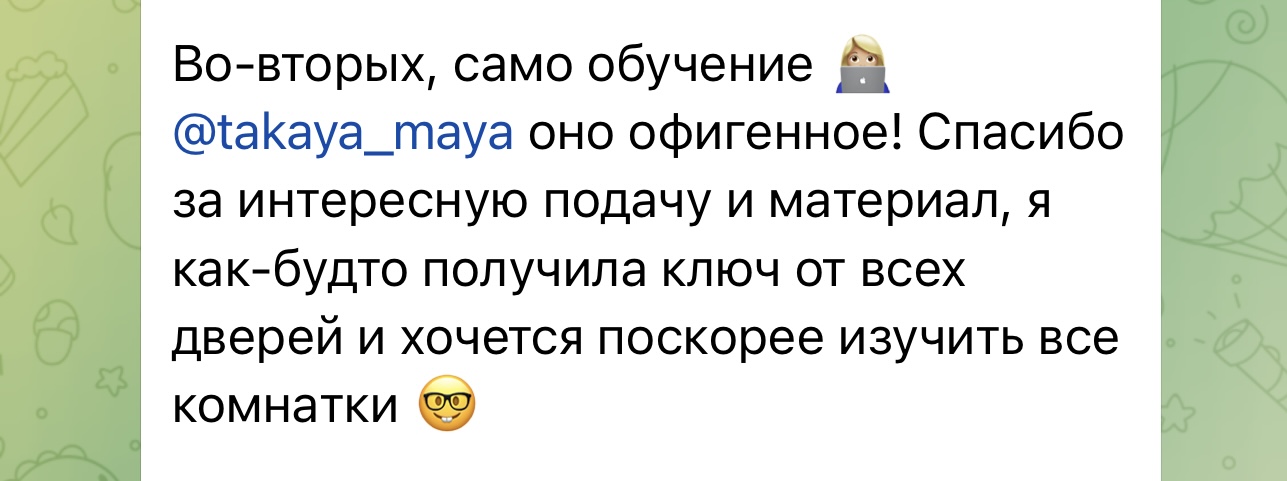 Во-вторых, само обучение 👩🏼‍💻
@takaya_maya оно офигенное! Спасибо
за интересную подачу и материал, я
как-будто получила ключ от всех
дверей и хочется поскорее изучить все
комнатки 🤓